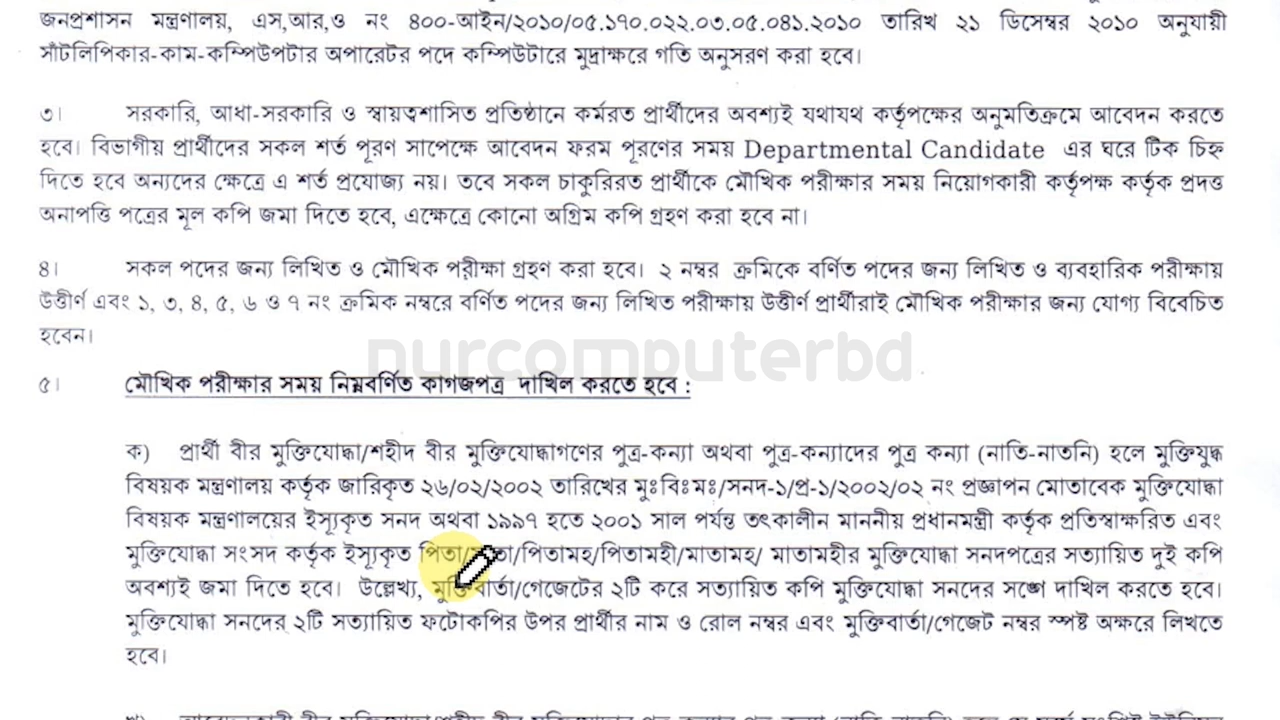 জনপ্রশাসন মন্ত্রণালয়, এস,আর,ও নং ৪০০-আইন/২০১০/০৫.১৭০.০২২.০৩.০৫.০৪১.২০১০ তারিখ ২১ ডিসেম্বর ২০১০ অনুযায়ী
সাঁটলিপিকার-কাম-কম্পিউপটার অপারেটর পদে কম্পিউটারে মুদ্রাক্ষরে গতি অনুসরণ করা হবে।
৩। সরকারি, আধা-সরকারি ও স্বায়ত্বশাসিত প্রতিষ্ঠানে কর্মরত প্রার্থীদের অবশ্যই যথাযথ কর্তৃপক্ষের অনুমতিক্রমে আবেদন করতে
হবে। বিভাগীয় প্রার্থীদের সকল শর্ত পূরণ সাপেক্ষে আবেদন ফরম পূরণের সময় Departmental Candidate এর ঘরে টিক চিহ্ন
দিতে হবে অন্যদের ক্ষেত্রে এ শর্ত প্রযোজ্য নয়। তবে সকল চাকুরিরত প্রার্থীকে মৌখিক পরীক্ষার সময় নিয়োগকারী কর্তৃপক্ষ কর্তৃক প্রদত্ত
অনাপত্তি পত্রের মূল কপি জমা দিতে হবে, এক্ষেত্রে কোনো অগ্রিম কপি গ্রহণ করা হবে না।
৪। সকল পদের জন্য লিখিত ও মৌখিক পরীক্ষা গ্রহণ করা হবে। ২ নম্বর ক্রমিকে বর্ণিত পদের জন্য লিখিত ও ব্যবহারিক পরীক্ষায়
উত্তীর্ণ এবং ১, ৩, ৪, ৫, ৬ ও ৭ নং ক্রমিক নম্বরে বর্ণিত পদের জন্য লিখিত পরীক্ষায় উত্তীর্ণ প্রার্থীরাই মৌখিক পরীক্ষার জন্য যোগ্য বিবেচিত
হবেন।
nurcomputerbd
৫। মৌখিক পরীক্ষার সময় নিম্নবর্ণিত কাগজপত্র দাখিল করতে হবে :
ক) প্রার্থী বীর মুক্তিযোদ্ধা/শহীদ বীর মুক্তিযোদ্ধাগণের পুত্র-কন্যা অথবা পুত্র-কন্যাদের পুত্র কন্যা (নাতি-নাতনি) হলে মুক্তিযুদ্ধ
বিষয়ক মন্ত্রণালয় কর্তৃক জারিকৃত ২৬/০২/২০০২ তারিখের মুঃবিঃমঃ/সনদ-১/প্র-১/২০০২/০২ নং প্রজ্ঞাপন মোতাবেক মুক্তিযোদ্ধা
বিষয়ক মন্ত্রণালয়ের ইস্যূকৃত সনদ অথবা ১৯৯৭ হতে ২০০১ সাল পর্যন্ত তৎকালীন মাননীয় প্রধানমন্ত্রী কর্তৃক প্রতিস্বাক্ষরিত এবং
মুক্তিযোদ্ধা সংসদ কর্তৃক ইস্যূকৃত পিতা/মাতা/পিতামহ/পিতামহী/মাতামহ/ মাতামহীর মুক্তিযোদ্ধা সনদপত্রের সত্যায়িত দুই কপি
অবশ্যই জমা দিতে হবে। উল্লেখ্য, মুক্তিবার্তা/গেজেটের ২টি করে সত্যায়িত কপি মুক্তিযোদ্ধা সনদের সঙ্গে দাখিল করতে হবে।
মুক্তিযোদ্ধা সনদের ২টি সত্যায়িত ফটোকপির উপর প্রার্থীর নাম ও রোল নম্বর এবং মুক্তিবার্তা/গেজেট নম্বর স্পষ্ট অক্ষরে লিখতে
হবে।